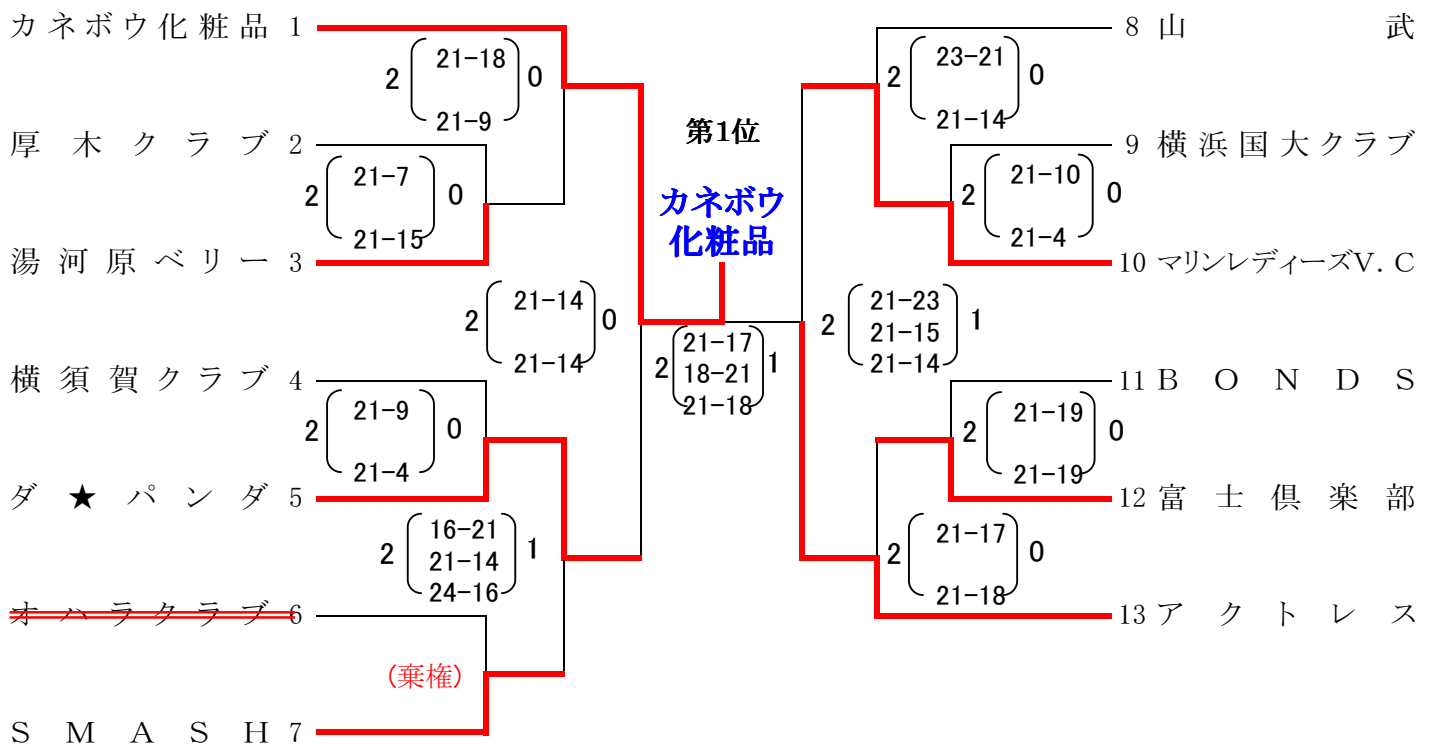 カネボウ化粧品 1
2 21-18 0
21-9
厚木クラブ 2
2 21-7 0
21-15
湯河原ベリー 3
2 21-14 0
21-14
横須賀クラブ 4
2 21-9 0
21-4
ダ★パンダ 5
2 16-21 1
21-14
24-16
オハラクラブ 6
(棄権)
SMASH 7
第1位
カネボウ
化粧品
2 21-17 1
18-21
21-18
8 山武
2 23-21 0
21-14
9 横浜国大クラブ
2 21-10 0
21-4
10 マリンレディーズV.C
2 21-23 1
21-15
21-14
11 BONDS
2 21-19 0
21-19
12 富士倶楽部
2 21-17 0
21-18
13 アクトレス